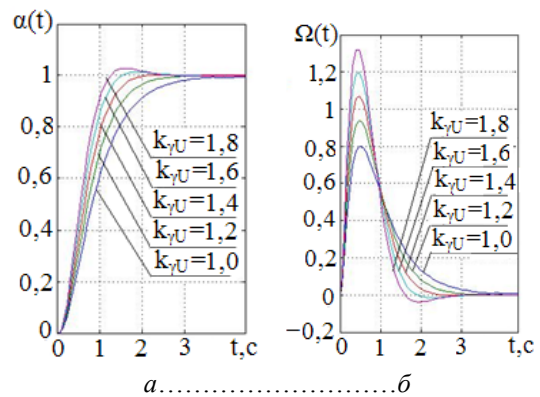 α(t)
1
0,8
0,6
0,4
0,2
0
0
1
2
3
t,c
kγU=1,8
kγU=1,6
kγU=1,4
kγU=1,2
kγU=1,0
Ω(t)
1,2
1
0,8
0,6
0,4
0,2
0
−0,2
0
1
2
3
t,c
kγU=1,8
kγU=1,6
kγU=1,4
kγU=1,2
kγU=1,0
а............................б